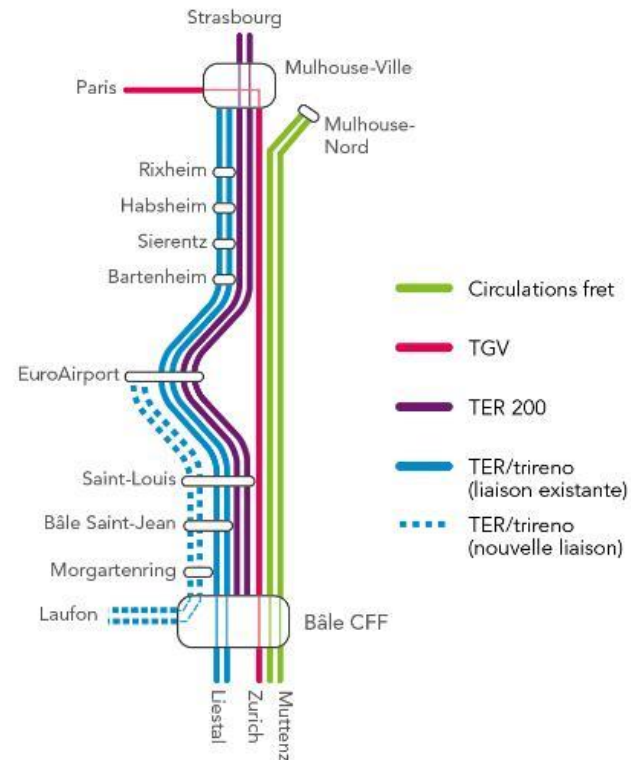 Strasbourg
Mulhouse-Ville
Paris
Mulhouse-
Nord
Rixheim
Habsheim
Sierentz
Bartenheim
Circulations fret
TGV
EuroAirport
TER 200
TER/trireno
(liaison existante)
Saint-Louis
Bâle Saint-Jean
TER/trireno
(nouvelle liaison)
Morgartenring
Laufon
Bâle CFF
Liestal
Zurich
Muttenz